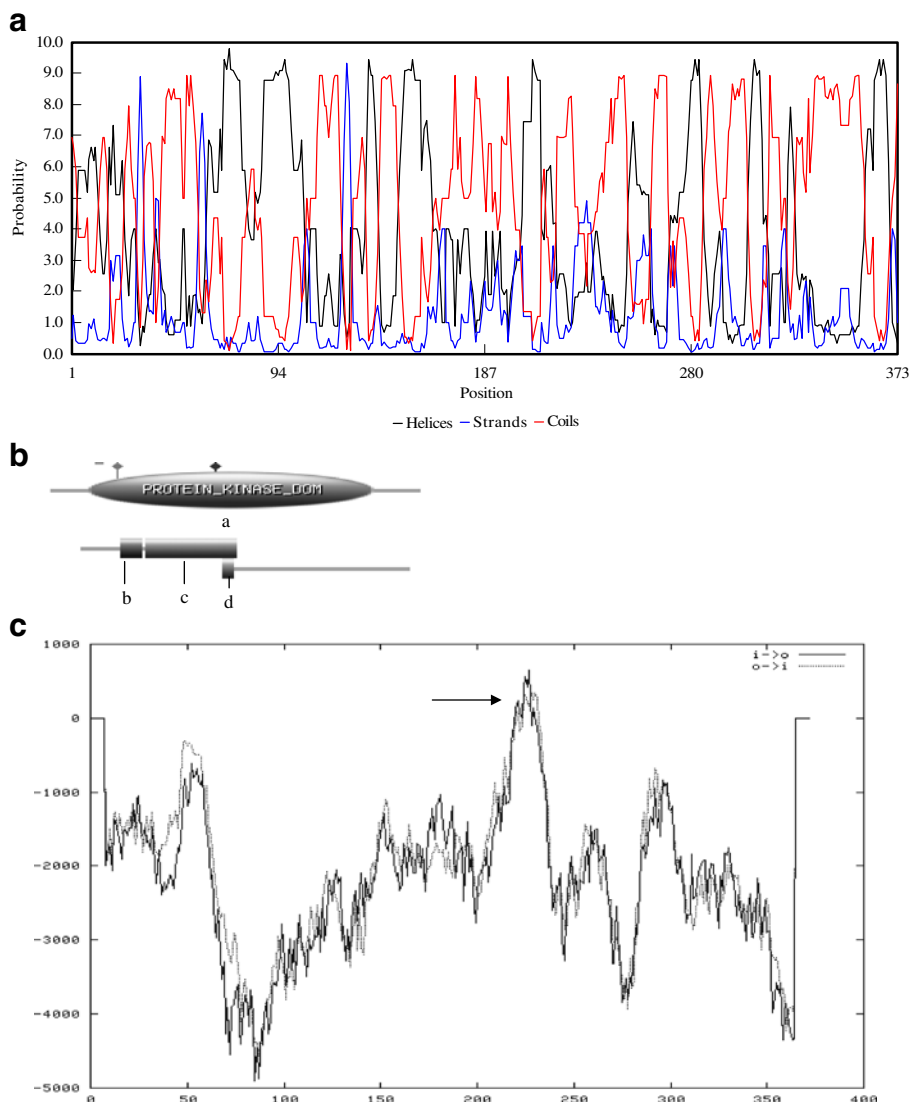 a
10.0
9.0
8.0
7.0
6.0
5.0
4.0
3.0
2.0
1.0
0.0
Probability
1 94 187 280 373
Position
Helices Strands Coils
b
PROTEIN_KINASE_DOM
a
b c d
c
1000
0
-1000
-2000
-3000
-4000
-5000
i->o
o->i
0 50 100 150 200 250 300 350 400